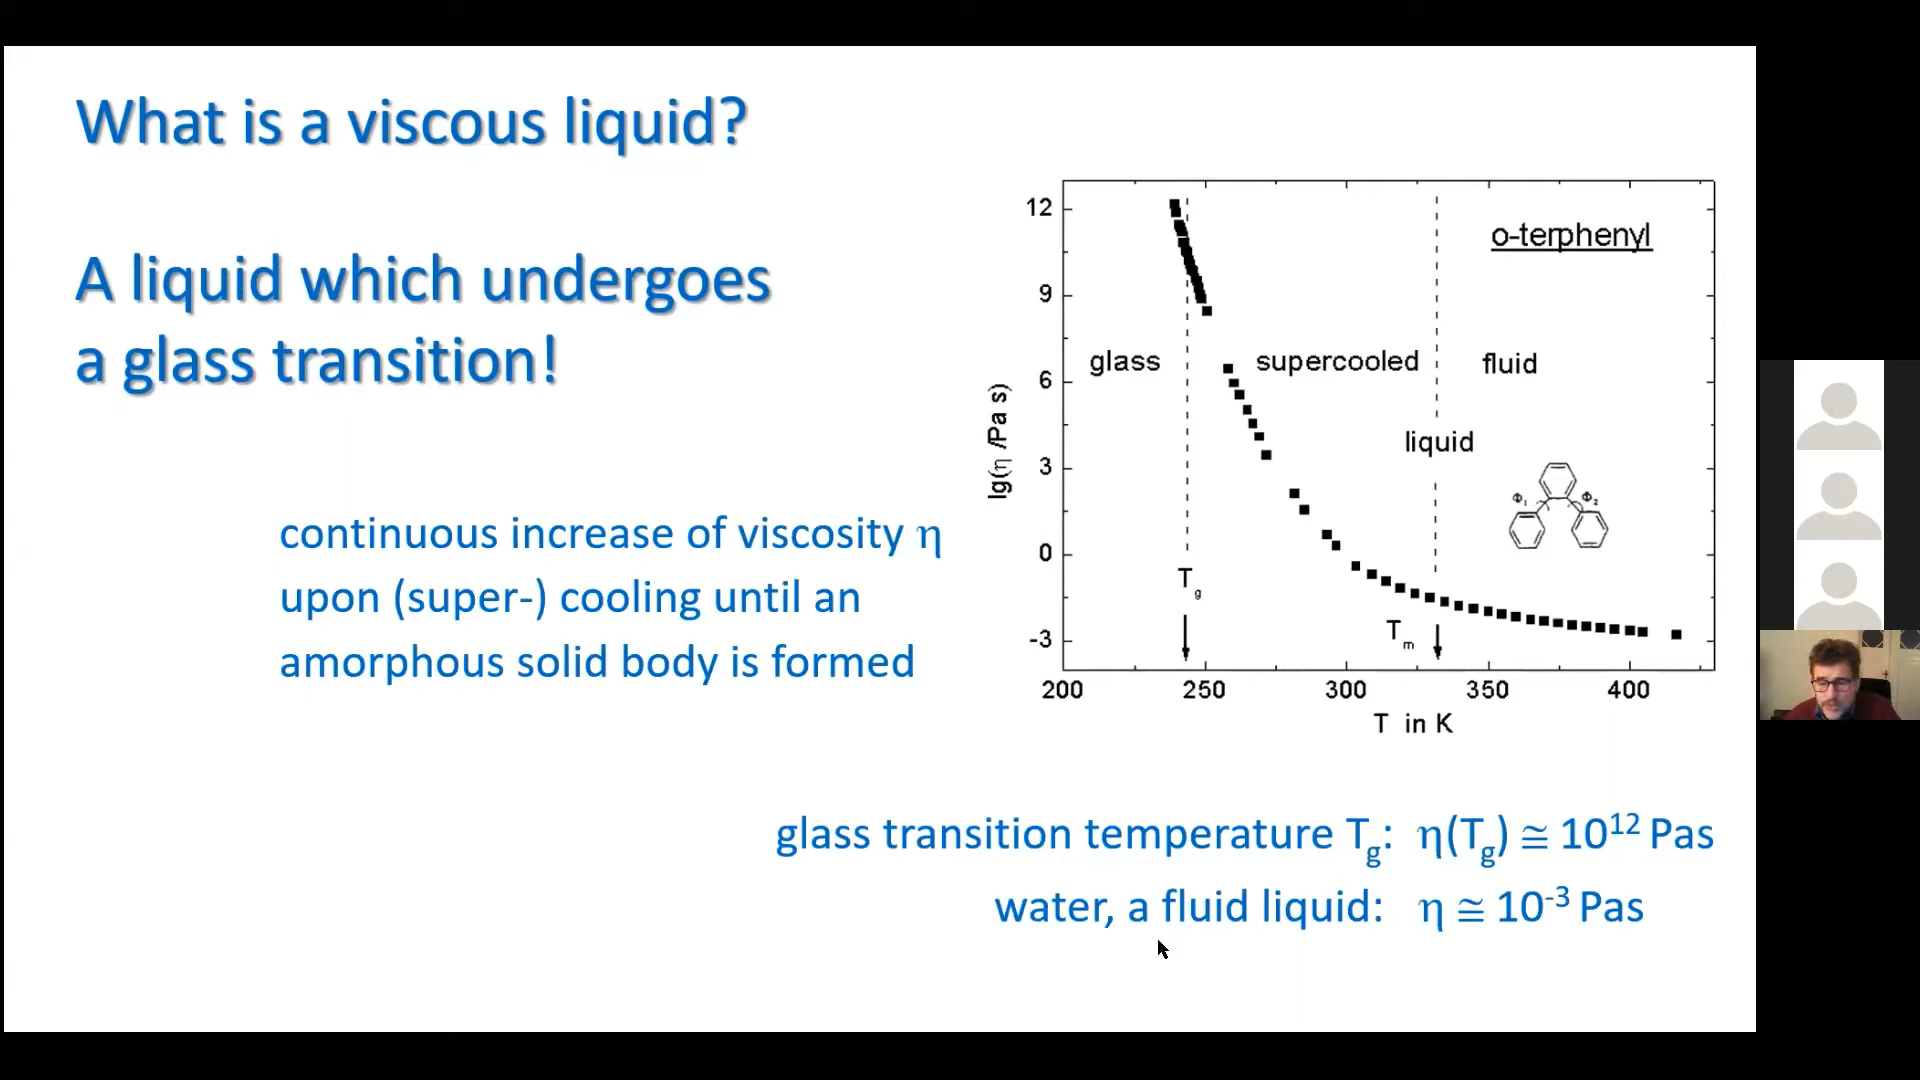 What is a viscous liquid?
A liquid which undergoes
a glass transition!
continuous increase of viscosity η
upon (super-) cooling until an
amorphous solid body is formed
o-terphenyl
12
9
6
3
0
-3
lg(η /Pa s)
glass
supercooled
fluid
liquid
Φ₁
Φ₂
Tg
Tm
200
250
300
350
400
T in K
glass transition temperature Tg: η(Tg) ≅ 10¹² Pas
water, a fluid liquid: η ≅ 10⁻³ Pas